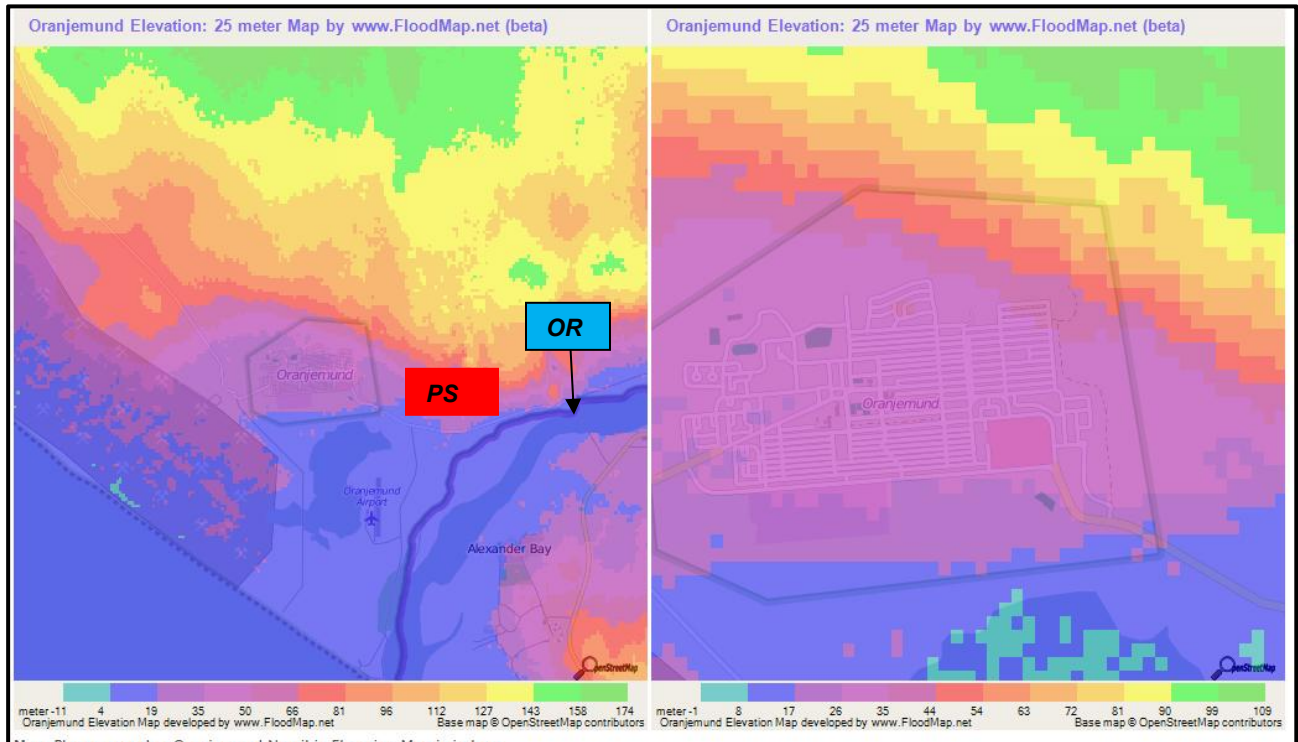 Oranjemund Elevation: 25 meter Map by www.FloodMap.net (beta)
OR
PS
Oranjemund
Oranjemund
Airport
Alexander Bay
OpenStreetMap
meter -11 4 19 35 50 66 81 96 112 127 143 158 174
Oranjemund Elevation Map developed by www.FloodMap.net Base map © OpenStreetMap contributors
Oranjemund Elevation: 25 meter Map by www.FloodMap.net (beta)
Oranjemund
OpenStreetMap
meter -1 8 17 26 35 44 54 63 72 81 90 99 109
Oranjemund Elevation Map developed by www.FloodMap.net Base map © OpenStreetMap contributors